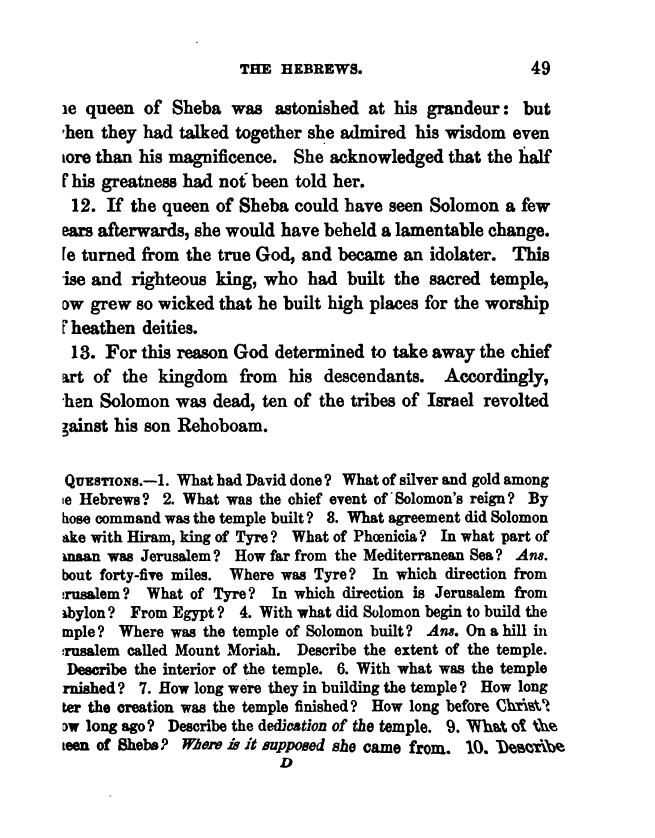 THE HEBREWS. 49
ıe queen of Sheba was astonished at his grandeur: but
hen they had talked together she admired his wisdom even
ıore than his magnificence. She acknowledged that the half
f his greatness had not been told her.
12. If the queen of Sheba could have seen Solomon a few
ears afterwards, she would have beheld a lamentable change.
e turned from the true God, and became an idolater. This
ise and righteous king, who had built the sacred temple,
ow grew so wicked that he built high places for the worship
f heathen deities.
13. For this reason God determined to take away the chief
art of the kingdom from his descendants. Accordingly,
hen Solomon was dead, ten of the tribes of Israel revolted
gainst his son Rehoboam.
QUESTIONS.—1. What had David done? What of silver and gold among
e Hebrews? 2. What was the chief event of Solomon's reign? By
hose command was the temple built? 3. What agreement did Solomon
ake with Hiram, king of Tyre? What of Phœnicia? In what part of
anaan was Jerusalem? How far from the Mediterranean Sea? Ans.
bout forty-five miles. Where was Tyre? In which direction from
erusalem? What of Tyre? In which direction is Jerusalem from
abylon? From Egypt? 4. With what did Solomon begin to build the
mple? Where was the temple of Solomon built? Ans. On a hill in
erusalem called Mount Moriah. Describe the extent of the temple.
Describe the interior of the temple. 6. With what was the temple
rnished? 7. How long were they in building the temple? How long
ter the creation was the temple finished? How long before Christ?
ow long ago? Describe the dedication of the temple. 9. What of the
ueen of Sheba? Where is it supposed she came from. 10. Describe
D